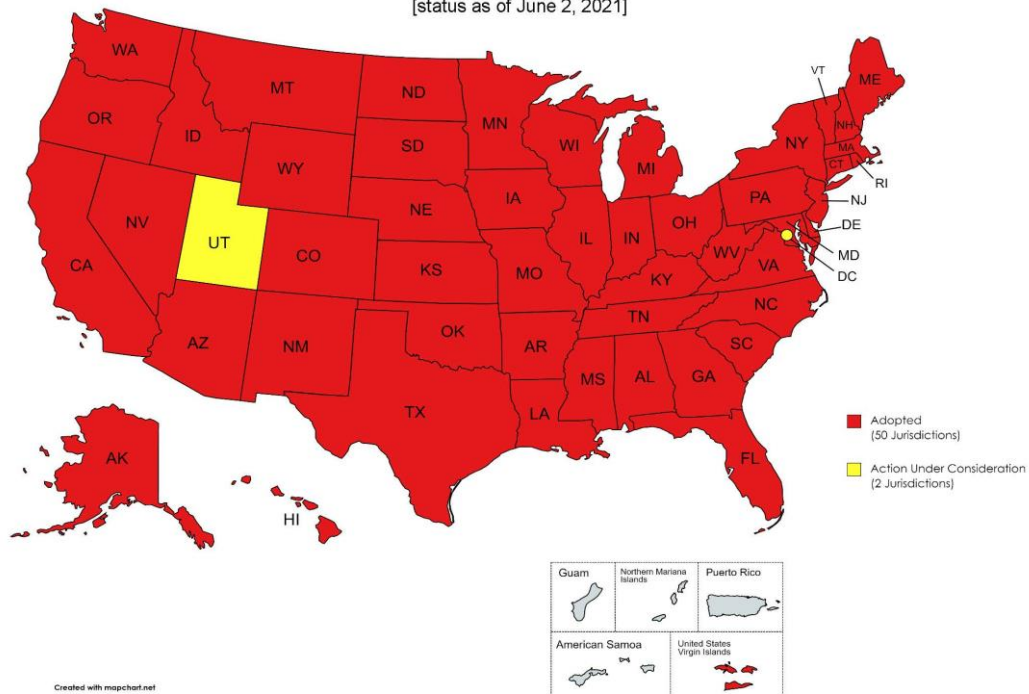 [status as of June 2, 2021]
WA
MT
ND
MN
VT
ME
OR
ID
SD
WI
MI
NY
NH
MA
CT
RI
WY
IA
PA
NJ
NV
UT
NE
IL
IN
OH
DE
MD
DC
CA
CO
KS
MO
WV
VA
KY
NC
TN
AZ
NM
OK
AR
SC
MS
AL
GA
TX
LA
FL
AK
HI
Adopted
(50 Jurisdictions)
Action Under Consideration
(2 Jurisdictions)
Guam
Northern Mariana
Islands
Puerto Rico
American Samoa
United States
Virgin Islands
Created with mapchart.net